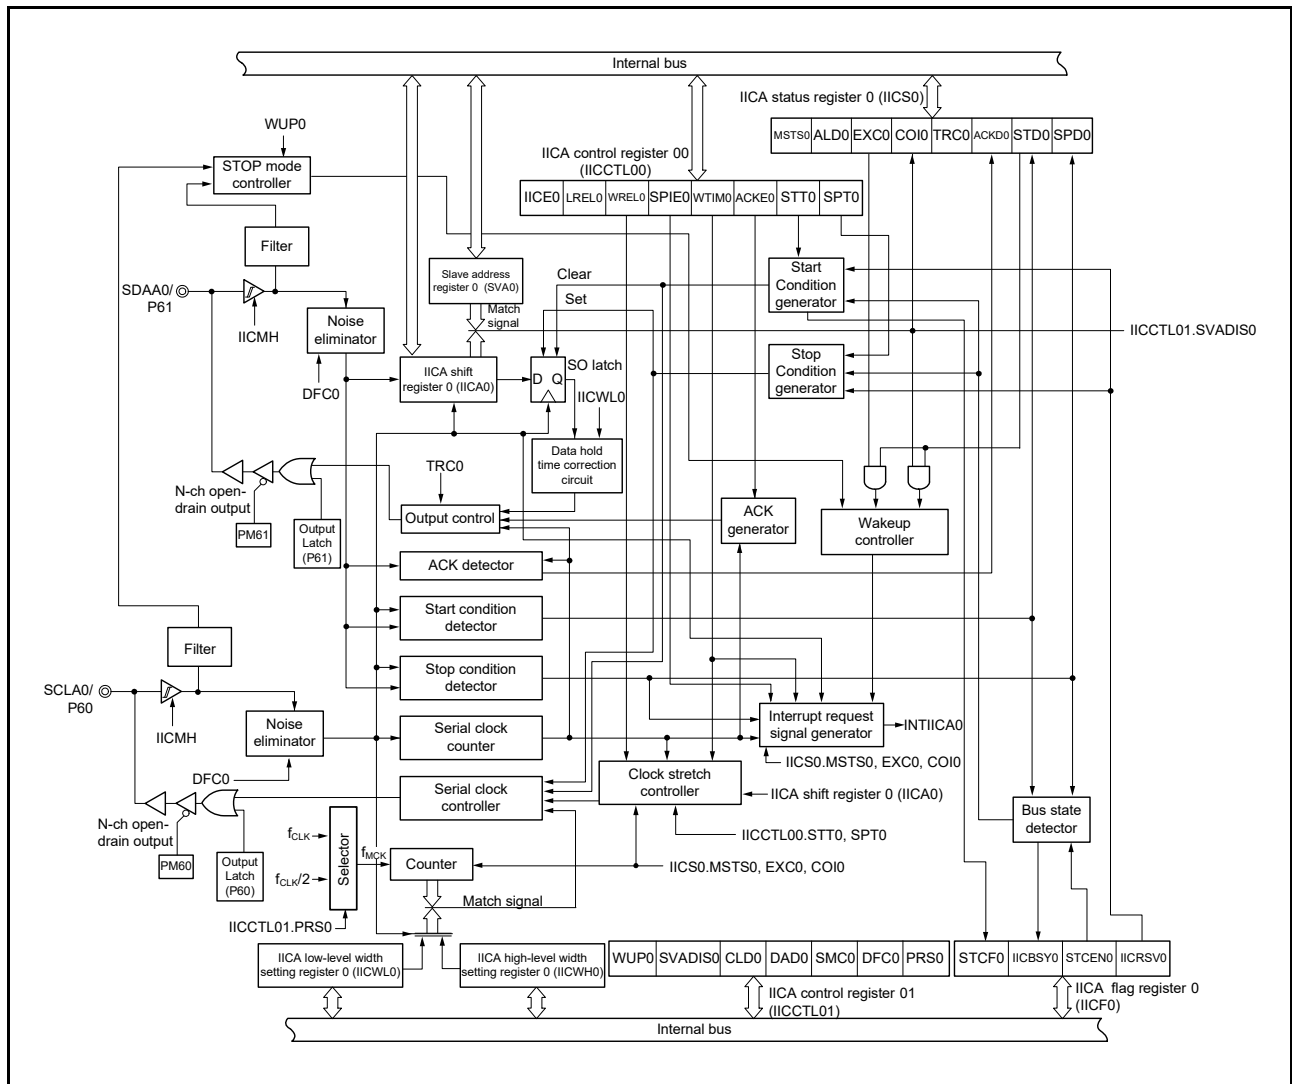 Internal bus
IICA status register 0 (IICS0)
MSTS0 ALD0 EXC0 COI0 TRC0 ACKD0 STD0 SPD0
WUP0
STOP mode
controller
IICA control register 00
(IICCTL00)
IICE0 LREL0 WREL0 SPIE0 WTIM0 ACKE0 STT0 SPT0
Filter
SDAA0/
P61
IICMH
Noise
eliminator
DFC0
Slave address
register 0 (SVA0)
Clear
Set
Match
signal
Start
Condition
generator
IICCTL01.SVADIS0
Stop
Condition
generator
IICA shift
register 0 (IICA0)
D Q
SO latch
IICWL0
Data hold
time correction
circuit
TRC0
N-ch open-
drain output
PM61
Output
Latch
(P61)
Output control
ACK
generator
Wakeup
controller
ACK detector
Start condition
detector
Filter
Stop condition
detector
SCLA0/
P60
IICMH
Noise
eliminator
DFC0
Serial clock
counter
Interrupt request
signal generator
INTIICA0
IICS0.MSTS0, EXC0, COI0
Clock stretch
controller
IICA shift register 0 (IICA0)
Serial clock
controller
Bus state
detector
N-ch open-
drain output
PM60
Output
Latch
(P60)
fCLK
fCLK/2
Selector
fMCK
Counter
IICCTL00.STT0, SPT0
IICS0.MSTS0, EXC0, COI0
Match signal
IICCTL01.PRS0
IICA low-level width
setting register 0 (IICWL0)
IICA high-level width
setting register 0 (IICWH0)
WUP0 SVADIS0 CLD0 DAD0 SMC0 DFC0 PRS0
STCF0 IICBSY0 STCEN0 IICRSV0
IICA control register 01
(IICCTL01)
IICA flag register 0
(IICF0)
Internal bus